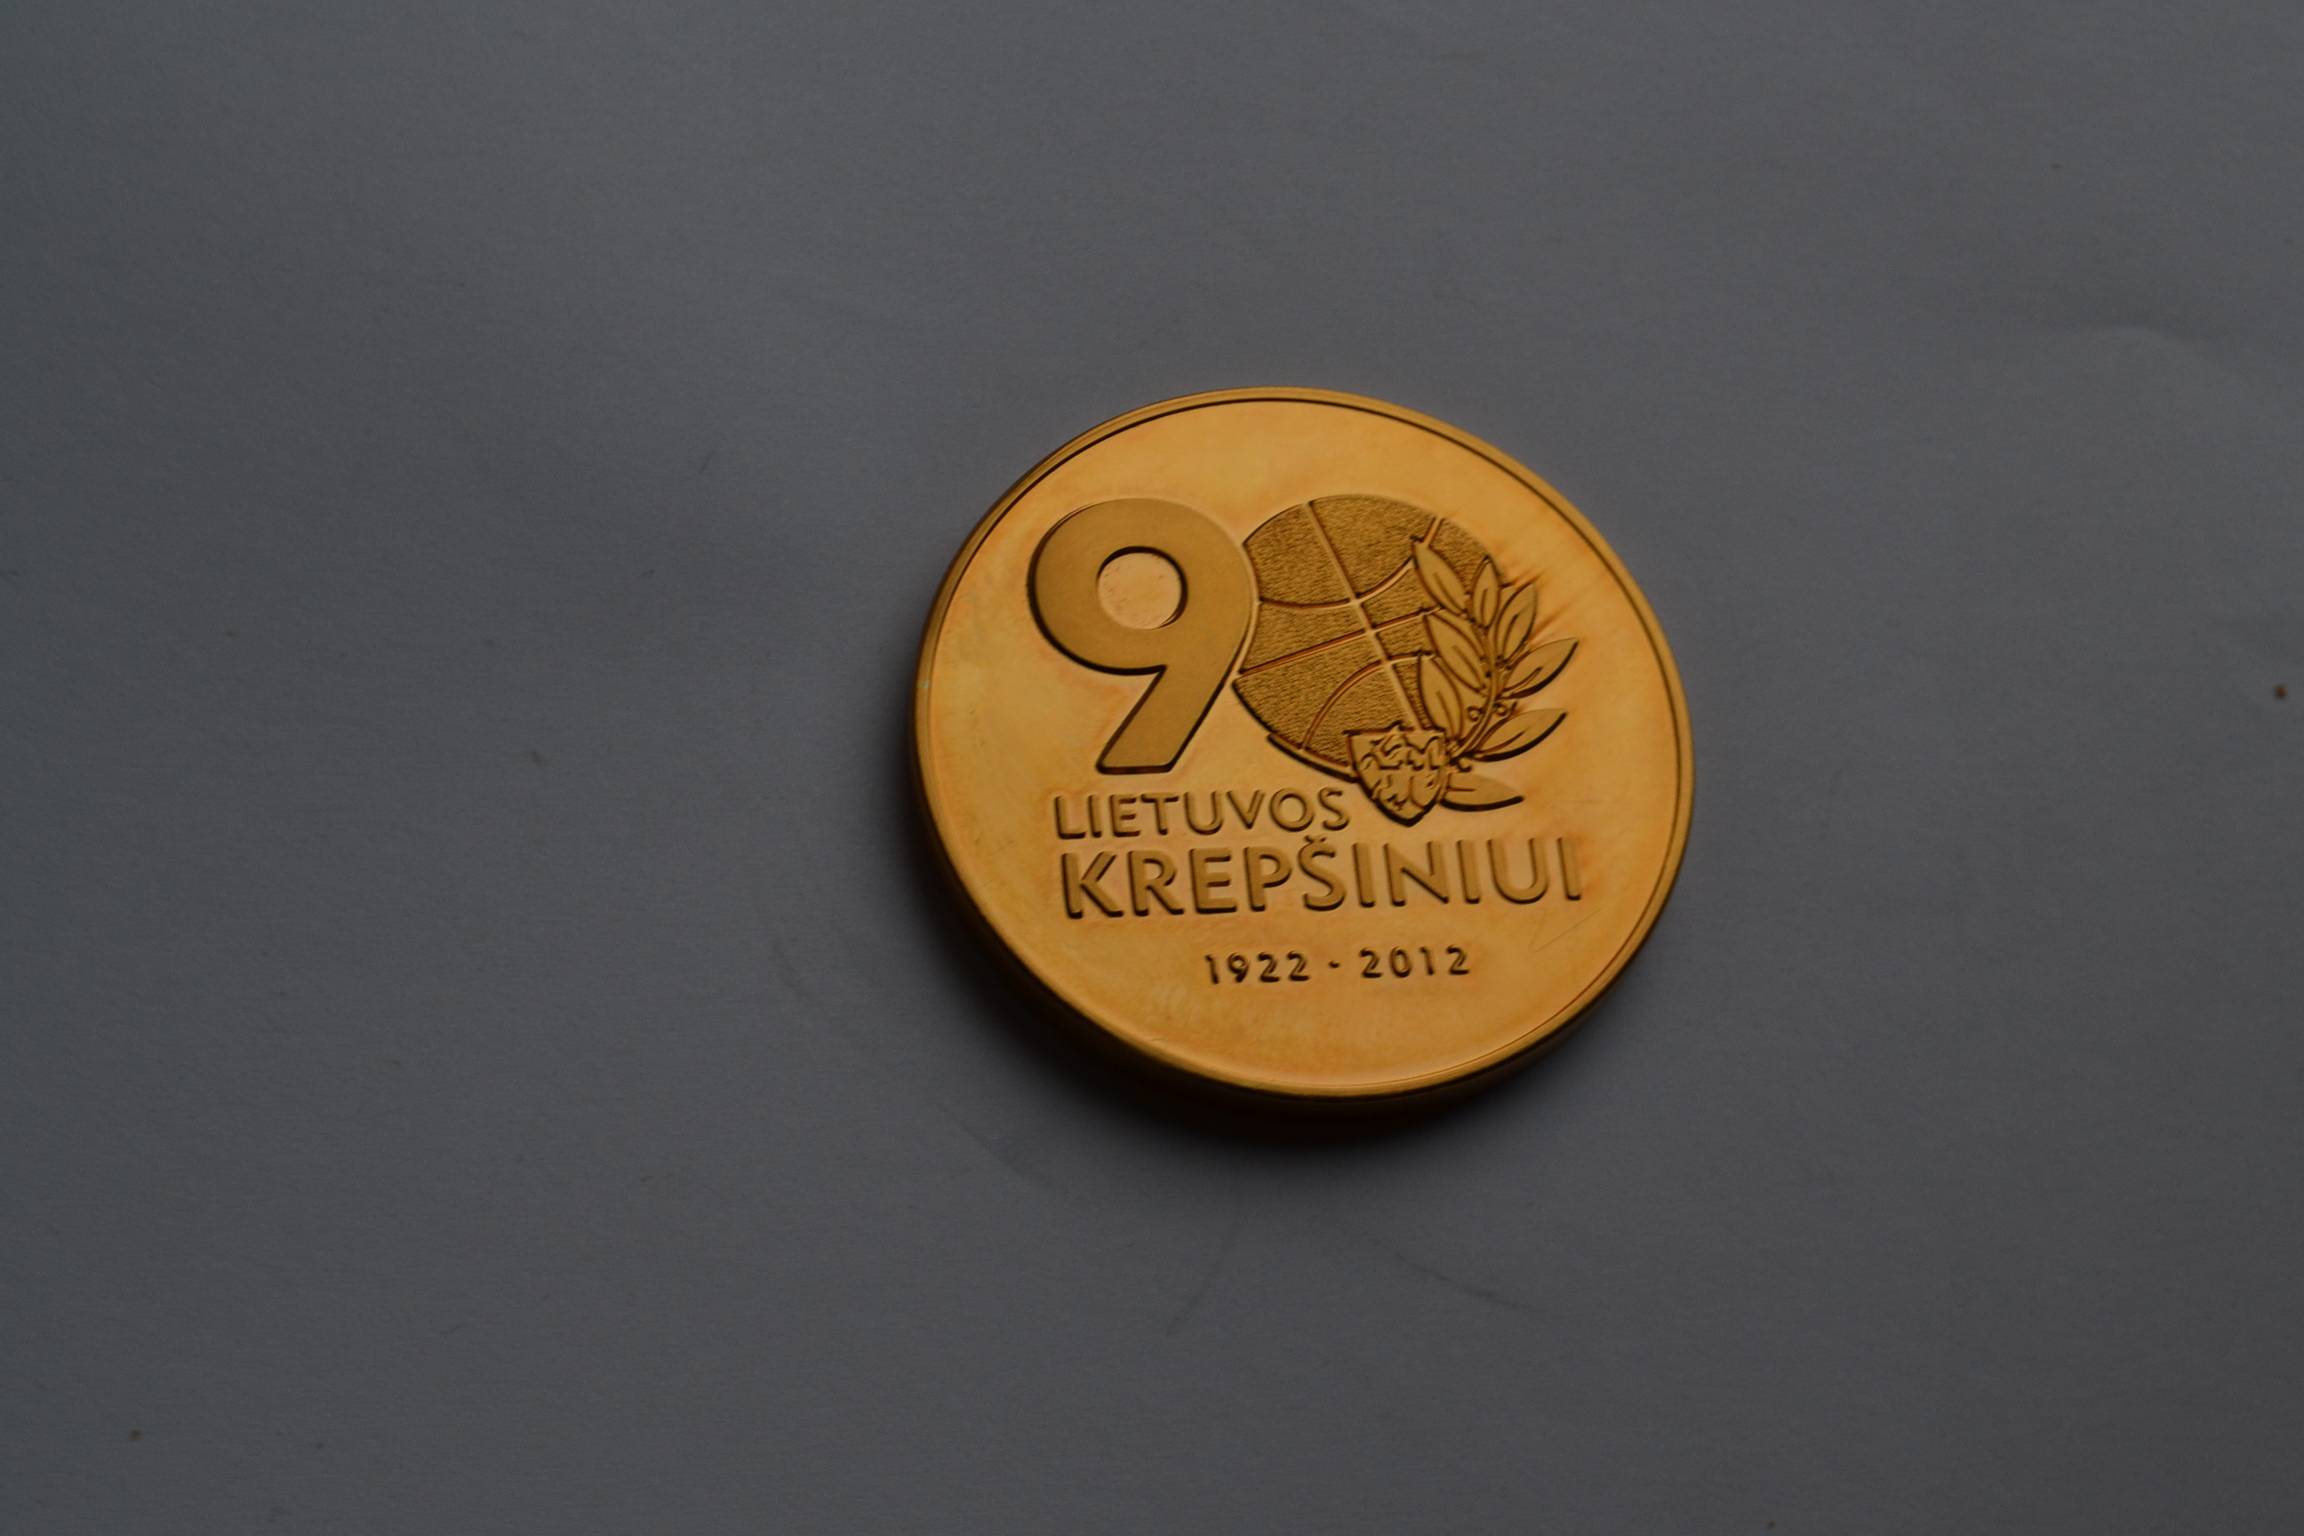 90
LIETUVOS
KREPŠINIUI
1922 - 2012